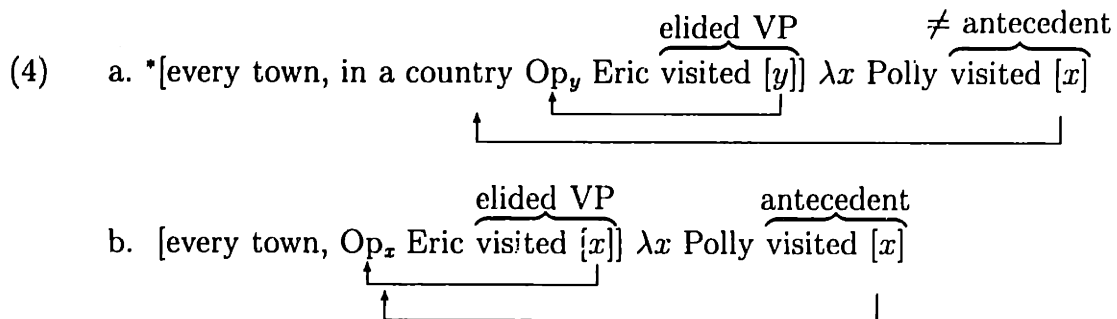 elided VP ≠ antecedent
(4) a. *[every town, in a country Op_y Eric visited [y]] λx Polly visited [x]
elided VP antecedent
b. [every town, Op_x Eric visited [x]] λx Polly visited [x]